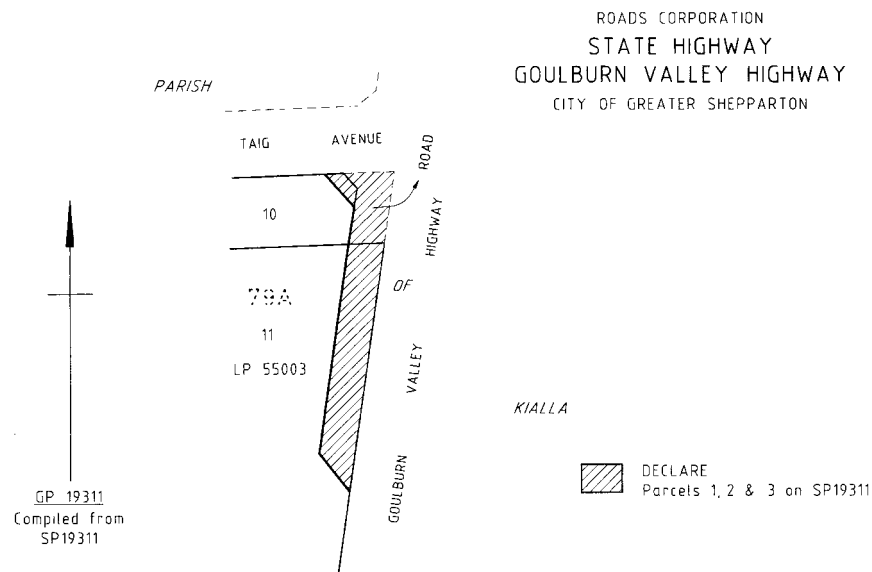 ROADS CORPORATION
STATE HIGHWAY
GOULBURN VALLEY HIGHWAY
CITY OF GREATER SHEPPARTON
PARISH
TAIG AVENUE
ROAD
10
HIGHWAY
OF
79A
11
LP 55003
VALLEY
KIALLA
GOULBURN
DECLARE
Parcels 1, 2 & 3 on SP19311
GP 19311
Compiled from
SP19311